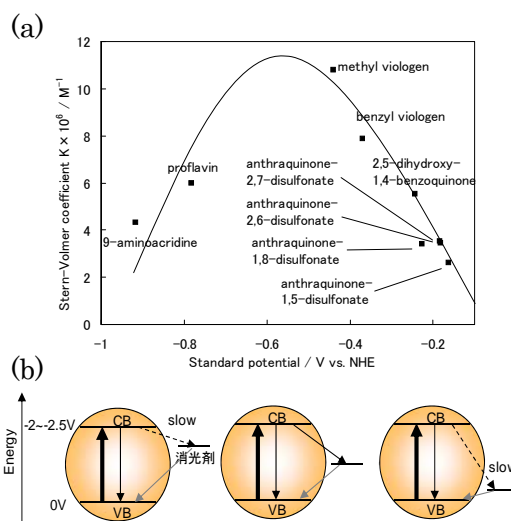 (a)
Stern-Volmer coefficient K × 10⁶ / M⁻¹
12
10
8
6
4
2
0
methyl viologen
benzyl viologen
proflavin
anthraquinone-
2,7-disulfonate
2,5-dihydroxy-
1,4-benzoquinone
anthraquinone-
2,6-disulfonate
9-aminoacridine
anthraquinone-
1,8-disulfonate
anthraquinone-
1,5-disulfonate
-1 -0.8 -0.6 -0.4 -0.2
Standard potential / V vs. NHE
(b)
Energy
-2~-2.5V
0V
CB
slow
消光剤
VB
CB
VB
CB
slow
VB